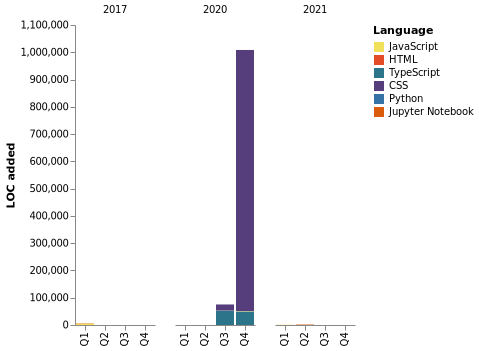 2017 2020 2021
Language
JavaScript
HTML
TypeScript
CSS
Python
Jupyter Notebook
LOC added
1,100,000
1,000,000
900,000
800,000
700,000
600,000
500,000
400,000
300,000
200,000
100,000
0
Q1 Q2 Q3 Q4 Q1 Q2 Q3 Q4 Q1 Q2 Q3 Q4